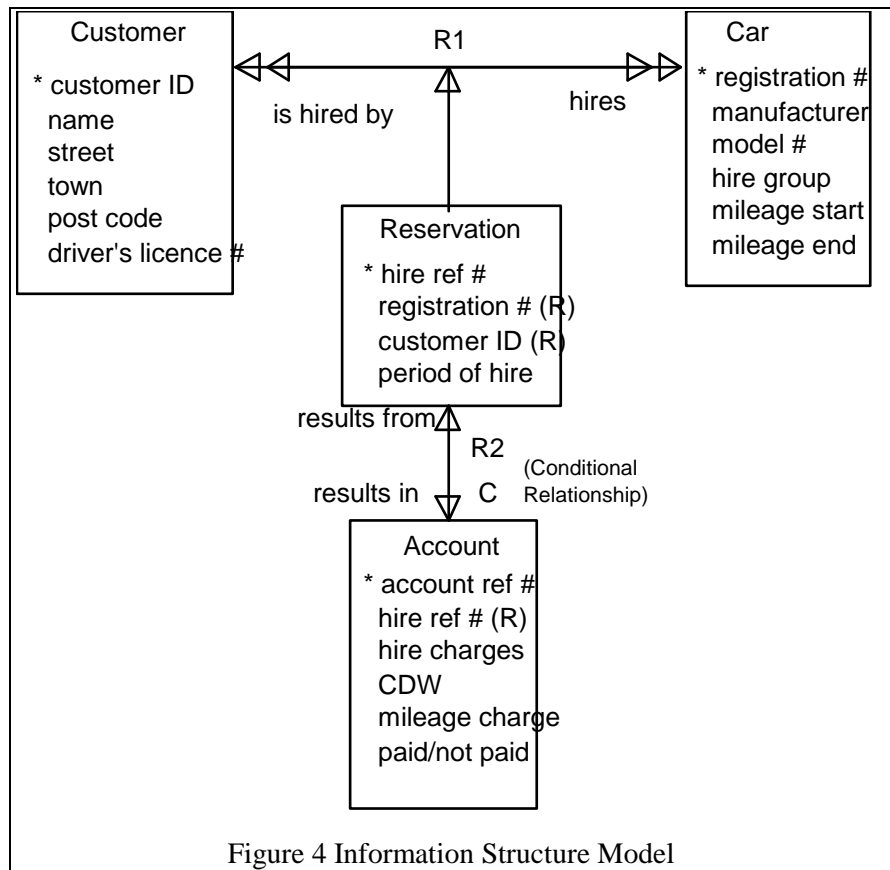 Customer
* customer ID
name
street
town
post code
driver's licence #
R1
is hired by
hires
Car
* registration #
manufacturer
model #
hire group
mileage start
mileage end
Reservation
* hire ref #
registration # (R)
customer ID (R)
period of hire
results from
R2
(Conditional
Relationship)
results in
C
Account
* account ref #
hire ref # (R)
hire charges
CDW
mileage charge
paid/not paid
Figure 4 Information Structure Model